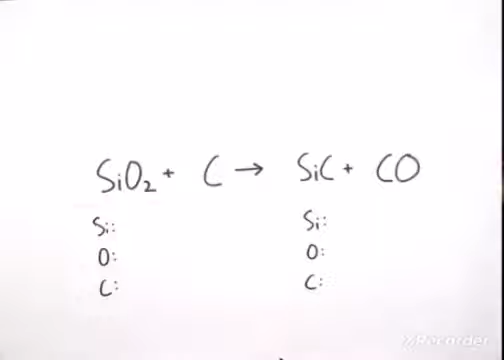 SiO₂ + C → SiC + CO
Si: Si:
O: O:
C: C:
Recorder